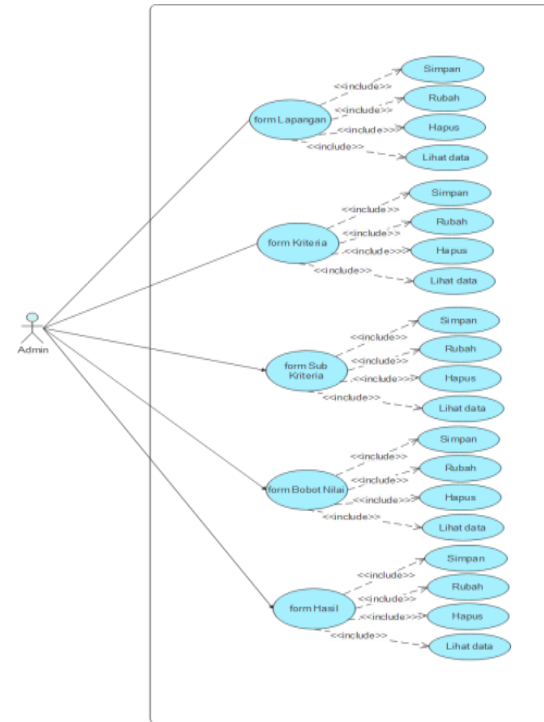 Simpan
<<include>>
Rubah
<<include>>
form Lapangan
<<include>>
Hapus
<<include>>
Lihat data
Simpan
<<include>>
Rubah
<<include>>
form Kriteria
<<include>>
Hapus
<<include>>
Lihat data
Admin
Simpan
<<include>>
Rubah
<<include>>
form Sub
Kriteria
<<include>>
Hapus
<<include>>
Lihat data
Simpan
<<include>>
Rubah
<<include>>
form Bobot Nilai
<<include>>
Hapus
<<include>>
Lihat data
Simpan
<<include>>
Rubah
<<include>>
form Hasil
<<include>>
Hapus
<<include>>
Lihat data